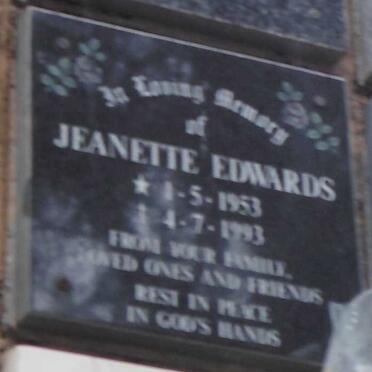 In Loving Memory
of
JEANETTE EDWARDS
★ 1-5-1953
† 4-7-1993
FROM YOUR FAMILY,
LOVED ONES AND FRIENDS
REST IN PEACE
IN GOD'S HANDS